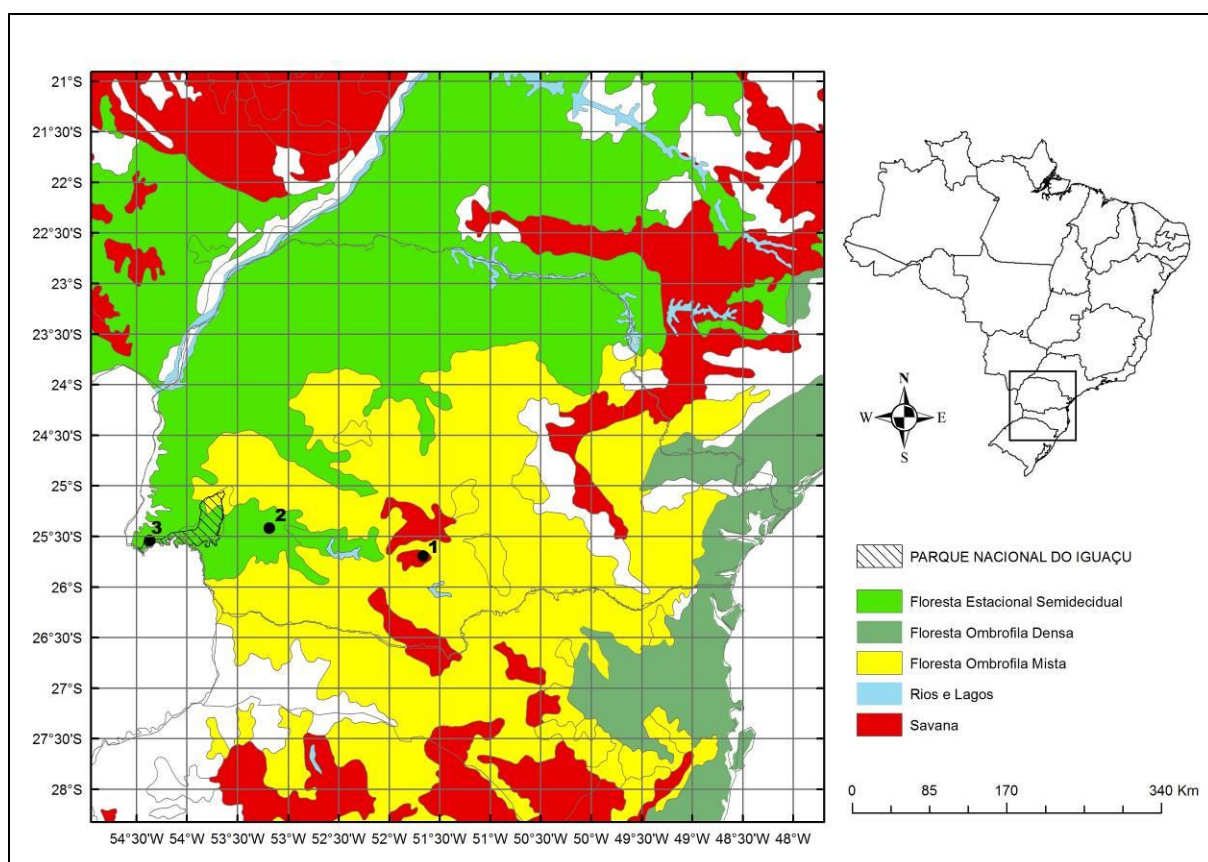 21°S
21°30'S
22°S
22°30'S
23°S
23°30'S
24°S
24°30'S
25°S
25°30'S
26°S
26°30'S
27°S
27°30'S
28°S
54°30'W 54°W 53°30'W 53°W 52°30'W 52°W 51°30'W 51°W 50°30'W 50°W 49°30'W 49°W 48°30'W 48°W
3
2
1
N
W E
S
PARQUE NACIONAL DO IGUAÇU
Floresta Estacional Semidecidual
Floresta Ombrofila Densa
Floresta Ombrofila Mista
Rios e Lagos
Savana
0 85 170 340 Km